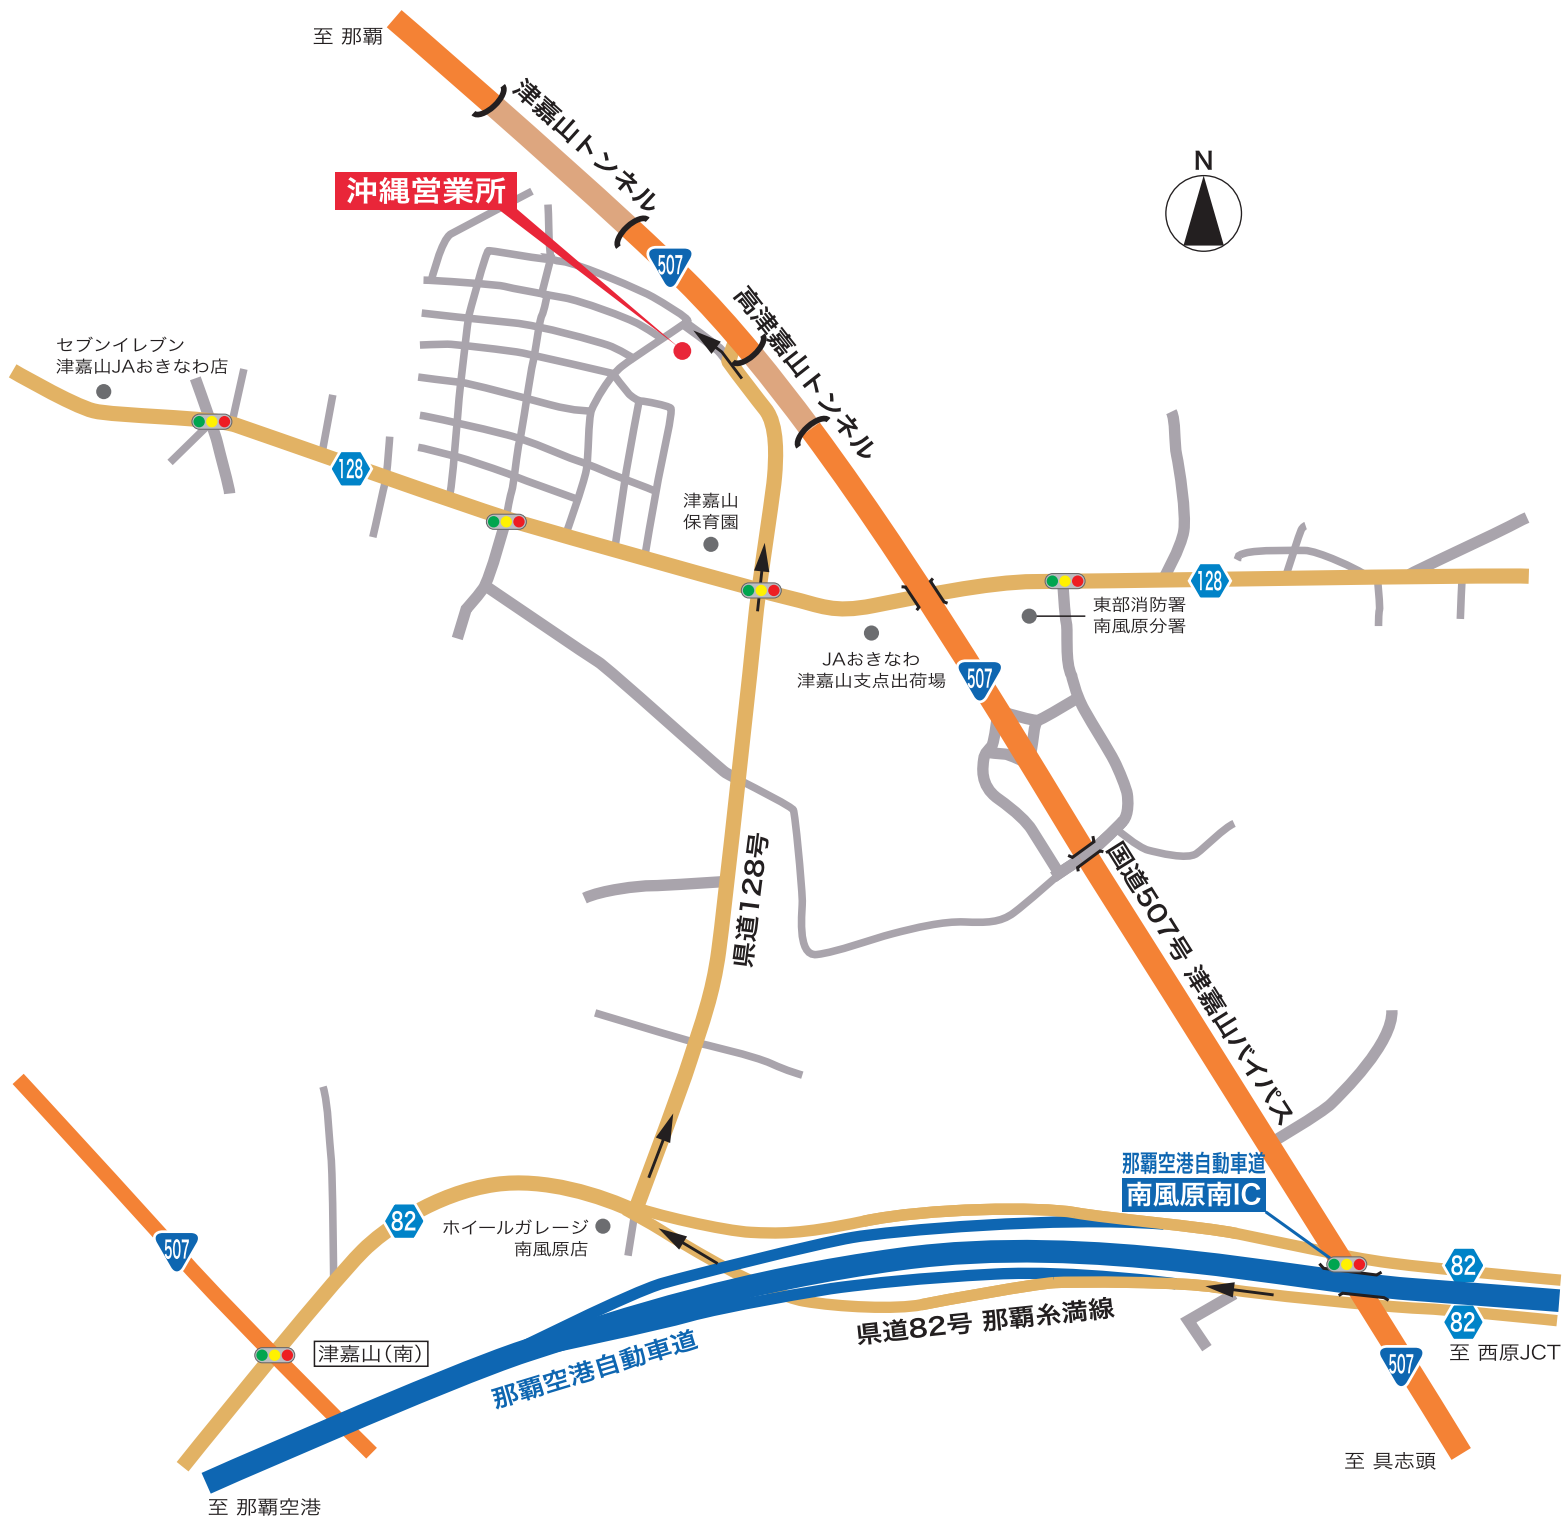 至 那覇
津嘉山トンネル
N
沖縄営業所
507
高津嘉山トンネル
セブンイレブン
津嘉山JAおきなわ店
128
津嘉山
保育園
128
東部消防署
南風原分署
JAおきなわ
津嘉山支点出荷場
507
県道128号
国道507号 津嘉山バイパス
那覇空港自動車道
南風原南IC
82
ホイールガレージ
南風原店
507
82
82
県道82号 那覇糸満線
津嘉山(南)
那覇空港自動車道
至 西原JCT
507
至 具志頭
至 那覇空港